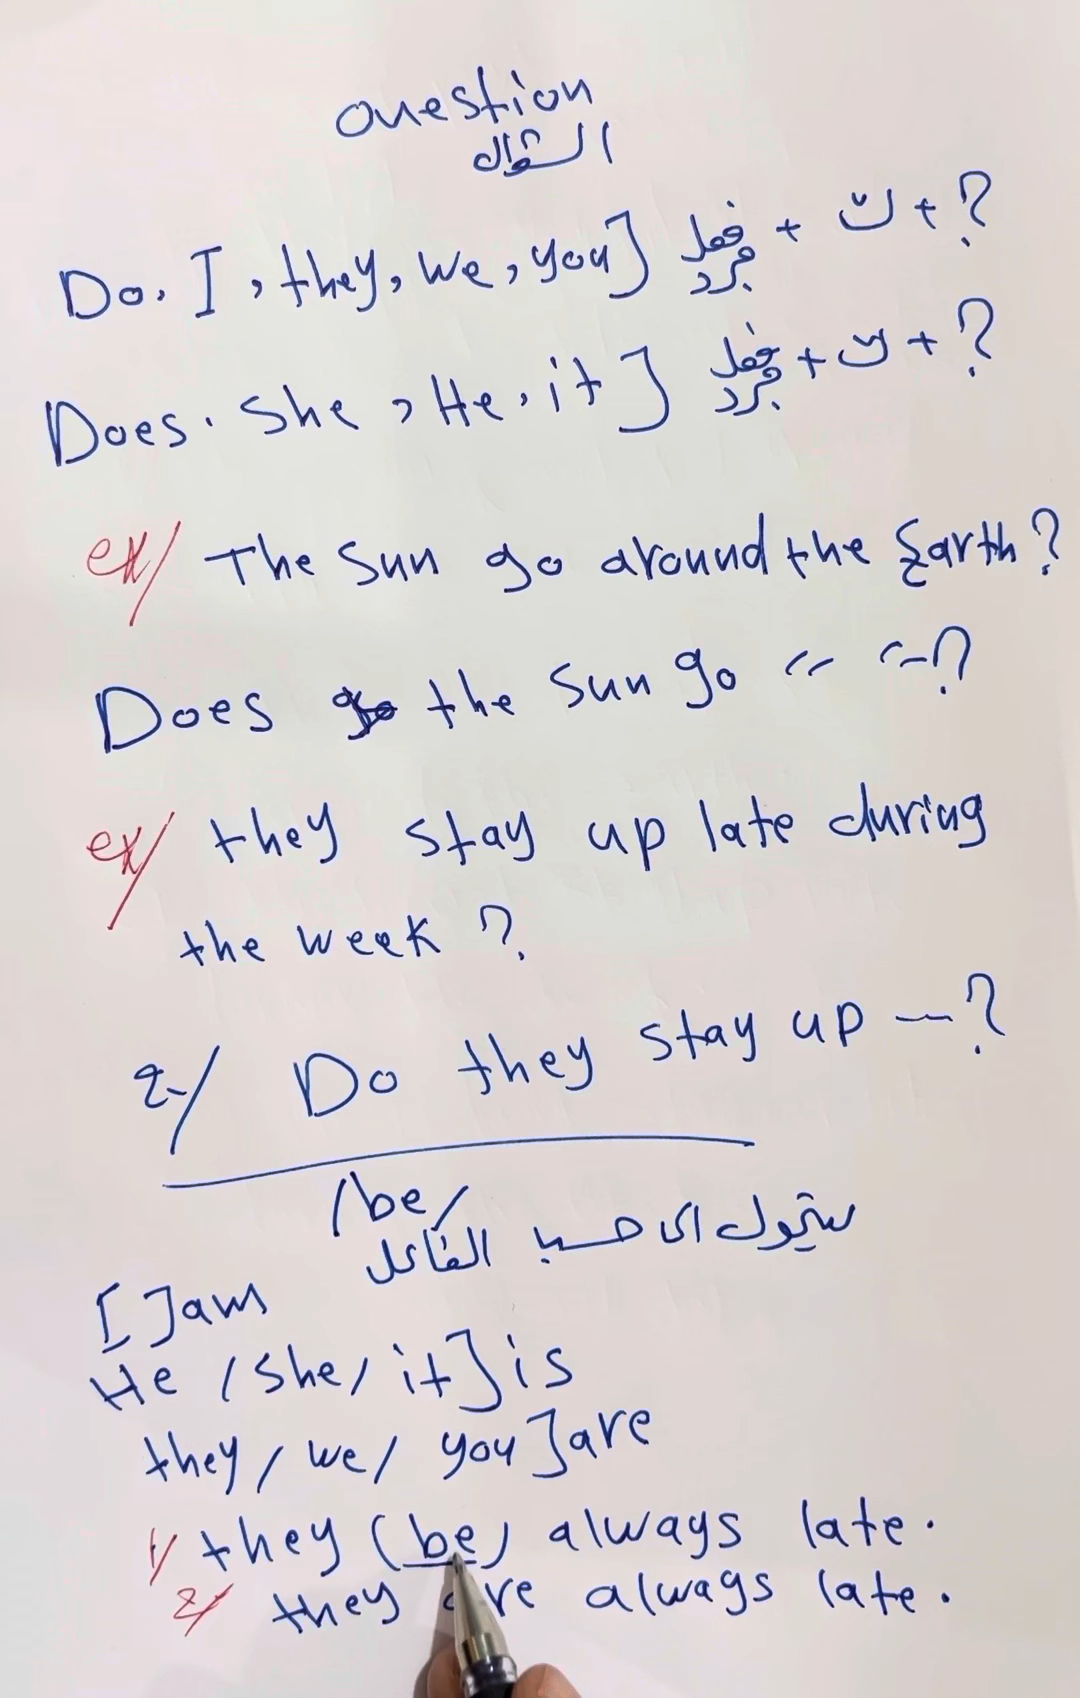 Question
السؤال
Do. I, they, we, you] فعل مجرد + ت + ?
Does. She, He, it] فعل مجرد + ت + ?
ex/ The Sun go around the Earth?
Does the Sun go " " - ?
ex/ they stay up late during
the week ?
2/ Do they stay up — ?
/be/
ستحول الى حسب الفاعل
I ] am
He / She / it ] is
they / we / you ] are
1/ they (be) always late.
2/ they are always late.